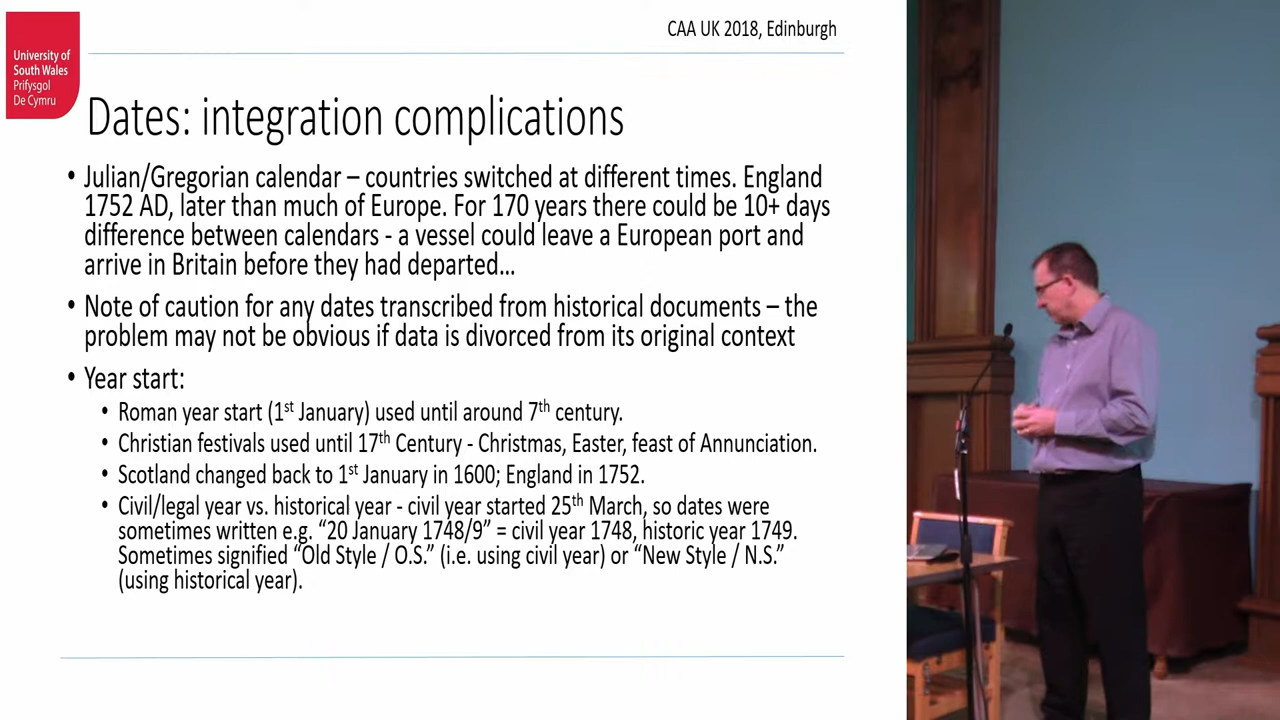 CAA UK 2018, Edinburgh
University of
South Wales
Prifysgol
De Cymru
Dates: integration complications
• Julian/Gregorian calendar – countries switched at different times. England
1752 AD, later than much of Europe. For 170 years there could be 10+ days
difference between calendars - a vessel could leave a European port and
arrive in Britain before they had departed...
• Note of caution for any dates transcribed from historical documents – the
problem may not be obvious if data is divorced from its original context
• Year start:
• Roman year start (1st January) used until around 7th century.
• Christian festivals used until 17th Century - Christmas, Easter, feast of Annunciation.
• Scotland changed back to 1st January in 1600; England in 1752.
• Civil/legal year vs. historical year - civil year started 25th March, so dates were
sometimes written e.g. “20 January 1748/9” = civil year 1748, historic year 1749.
Sometimes signified “Old Style / O.S.” (i.e. using civil year) or “New Style / N.S.”
(using historical year).